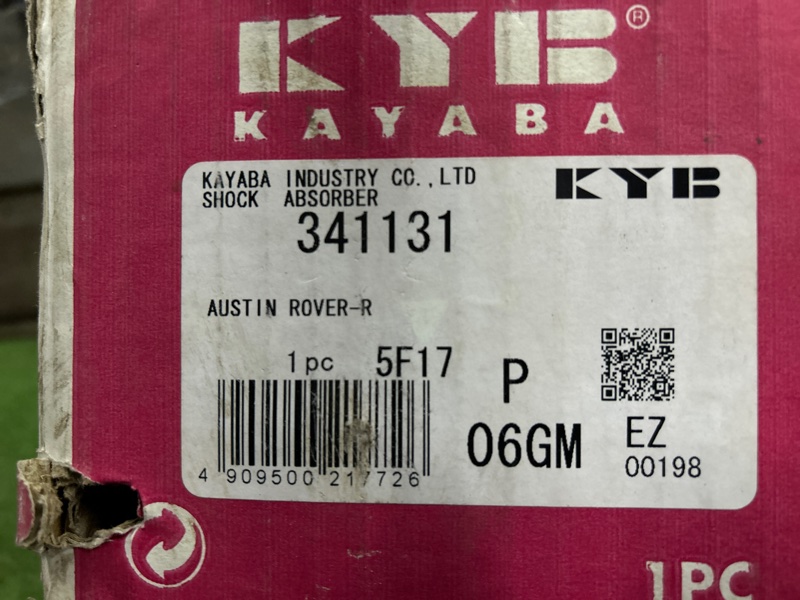 KYB®
KAYABA
KAYABA INDUSTRY CO.,LTD
KYB
SHOCK ABSORBER
341131
AUSTIN ROVER-R
1pc 5F17
P
06GM
EZ
00198
4 909500 217726
1PC